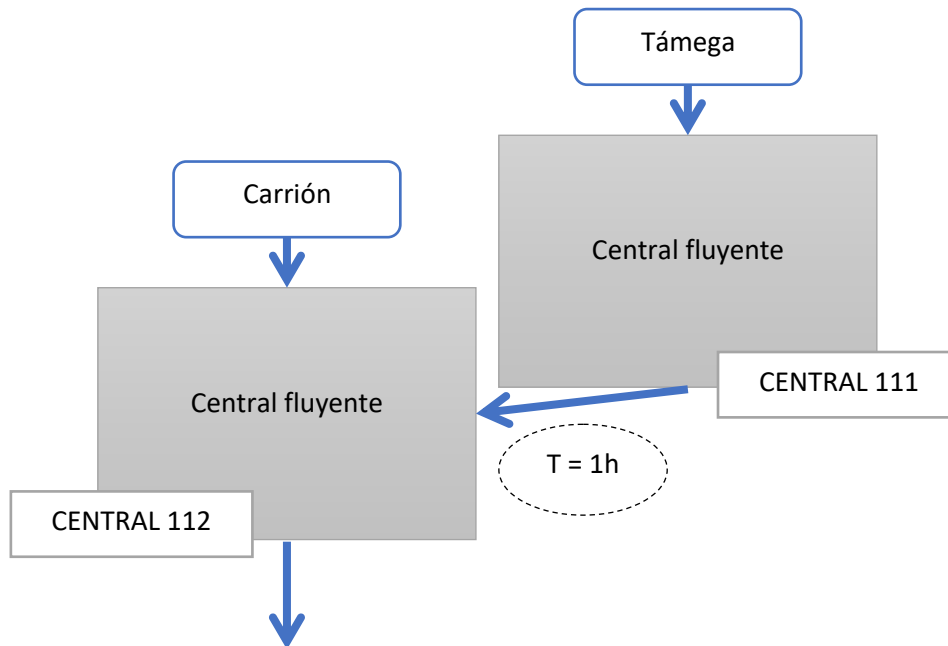 Támega
Carrión
Central fluyente
CENTRAL 111
Central fluyente
T = 1h
CENTRAL 112